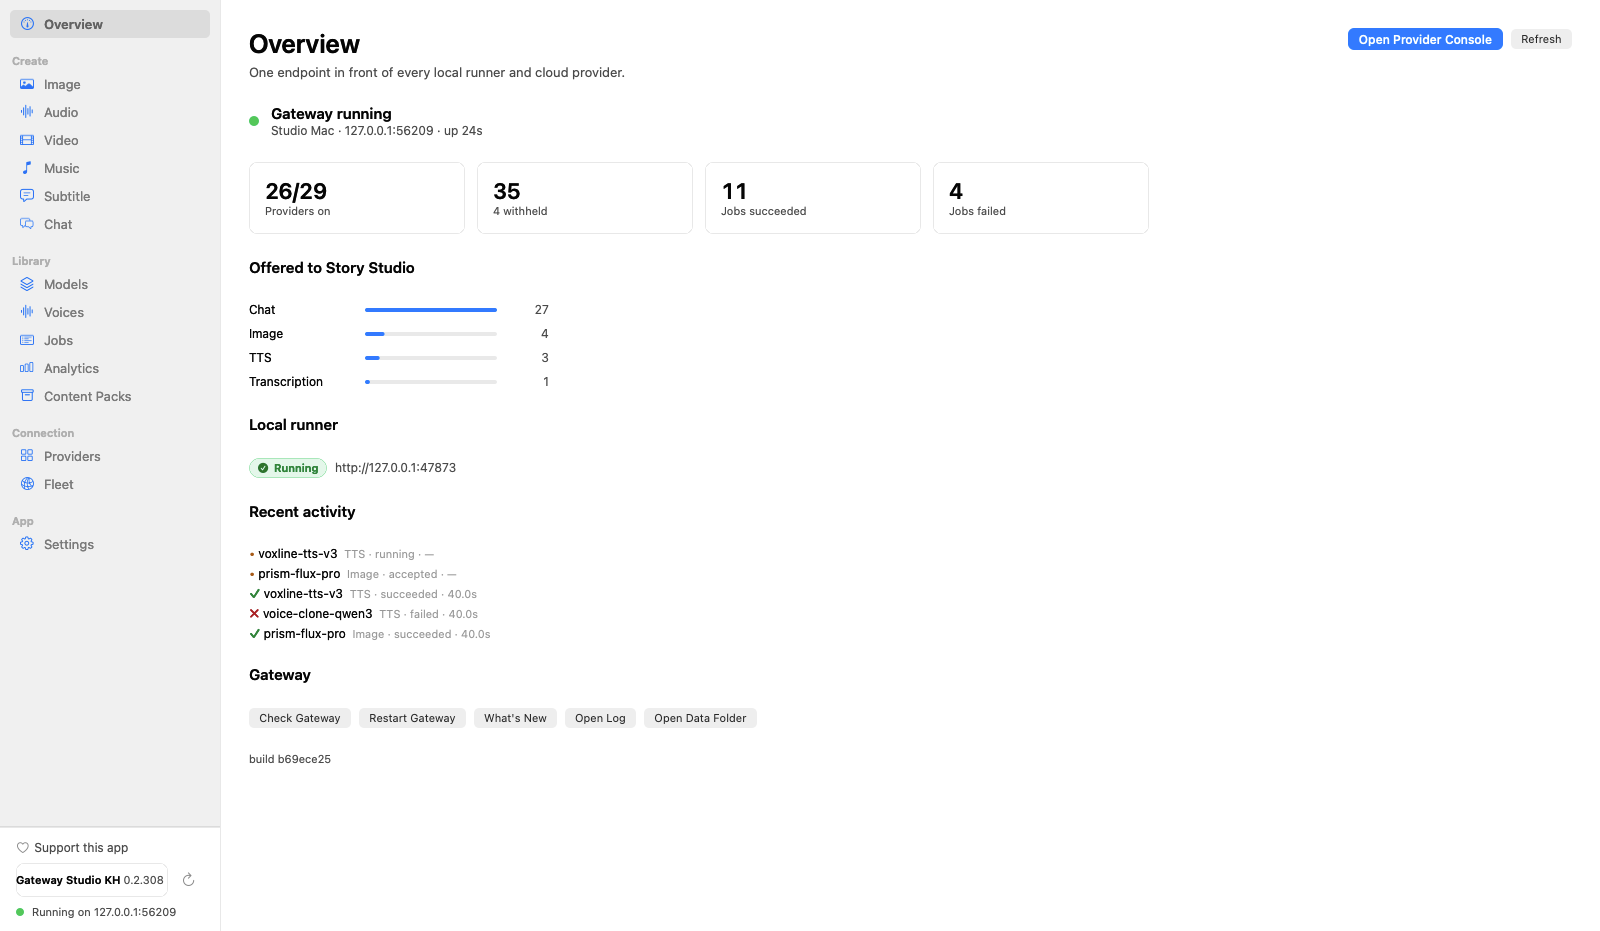 Overview
Create
Image
Audio
Video
Music
Subtitle
Chat
Library
Models
Voices
Jobs
Analytics
Content Packs
Connection
Providers
Fleet
App
Settings
Support this app
Gateway Studio KH 0.2.308
Running on 127.0.0.1:56209
Overview
Open Provider Console
Refresh
One endpoint in front of every local runner and cloud provider.
Gateway running
Studio Mac · 127.0.0.1:56209 · up 24s
26/29
Providers on
35
4 withheld
11
Jobs succeeded
4
Jobs failed
Offered to Story Studio
Chat 27
Image 4
TTS 3
Transcription 1
Local runner
Running http://127.0.0.1:47873
Recent activity
voxline-tts-v3 TTS · running · —
prism-flux-pro Image · accepted · —
voxline-tts-v3 TTS · succeeded · 40.0s
voice-clone-qwen3 TTS · failed · 40.0s
prism-flux-pro Image · succeeded · 40.0s
Gateway
Check Gateway
Restart Gateway
What's New
Open Log
Open Data Folder
build b69ece25